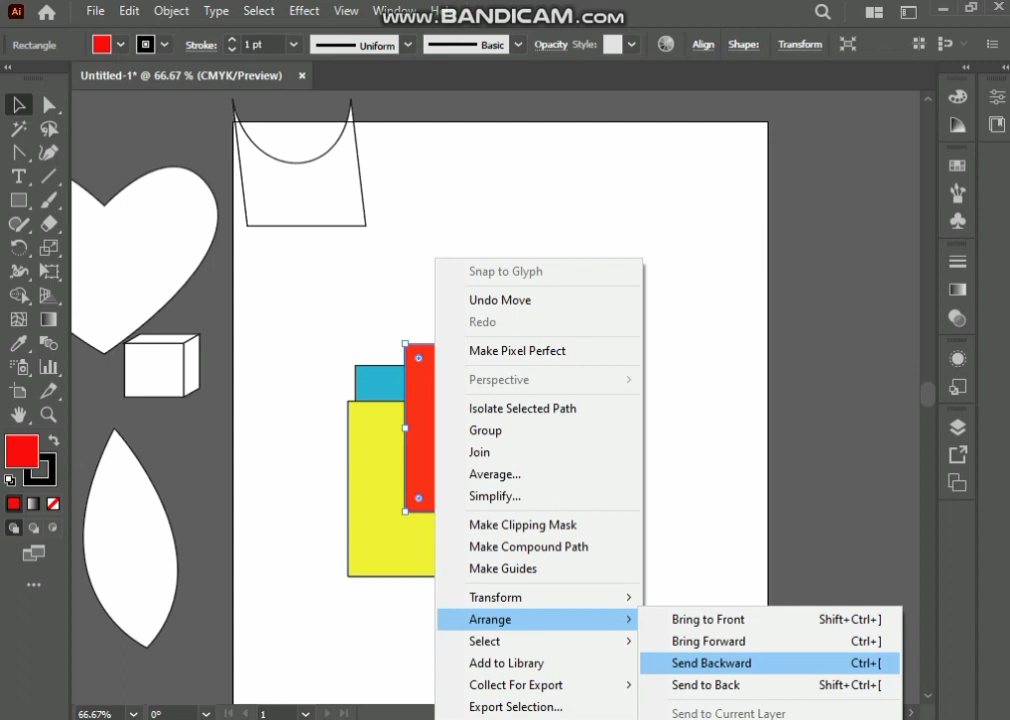 Ai File Edit Object Type Select Effect View Window
www.BANDICAM.com
Rectangle Stroke: 1 pt Uniform Basic Opacity Style: Align Shape: Transform
Untitled-1* @ 66.67 % (CMYK/Preview) ×
Snap to Glyph
Undo Move
Redo
Make Pixel Perfect
Perspective
Isolate Selected Path
Group
Join
Average...
Simplify...
Make Clipping Mask
Make Compound Path
Make Guides
Transform
Arrange
Select
Add to Library
Collect For Export
Export Selection...
Bring to Front Shift+Ctrl+]
Bring Forward Ctrl+]
Send Backward Ctrl+[
Send to Back Shift+Ctrl+[
Send to Current Layer
66.67% 0° 1